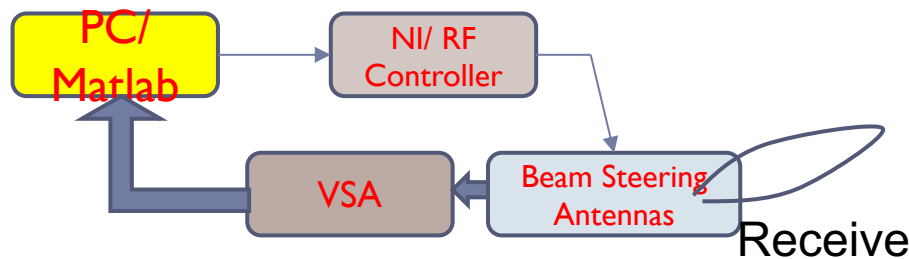 PC/
Matlab
NI/ RF
Controller
VSA
Beam Steering
Antennas
Receive